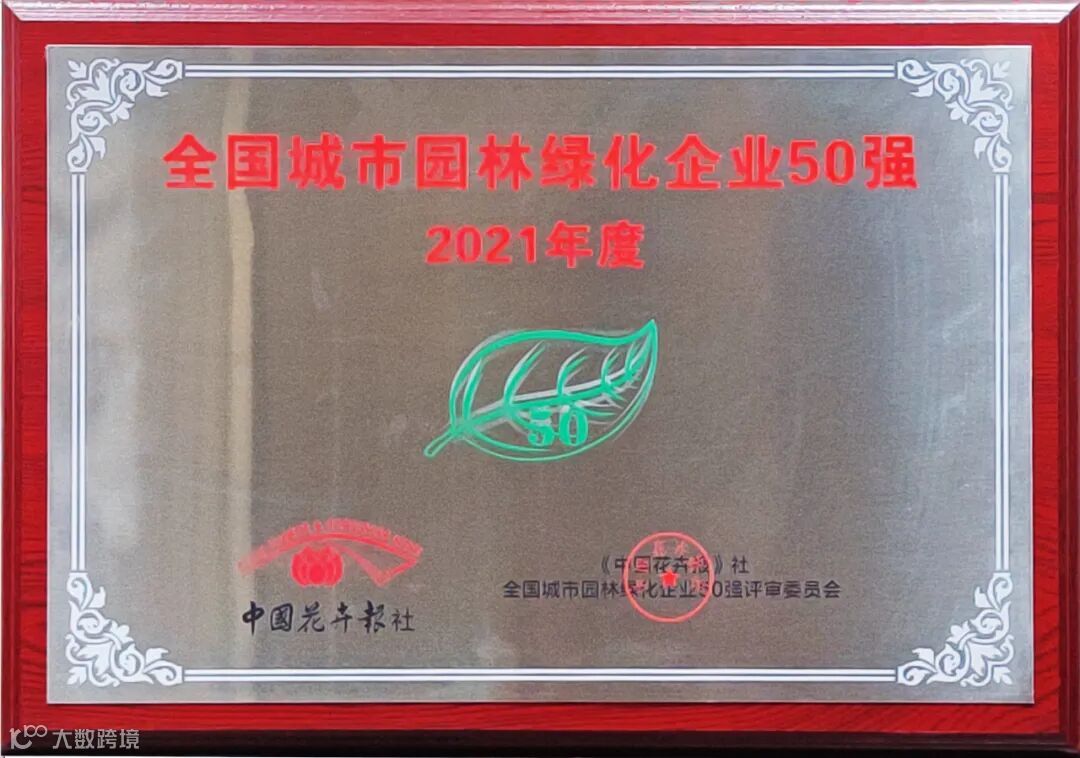 全国城市园林绿化企业50强
2021年度
50
中國花卉報社
《中国花卉报》社
全国城市园林绿化企业50强评审委员会
大数跨境